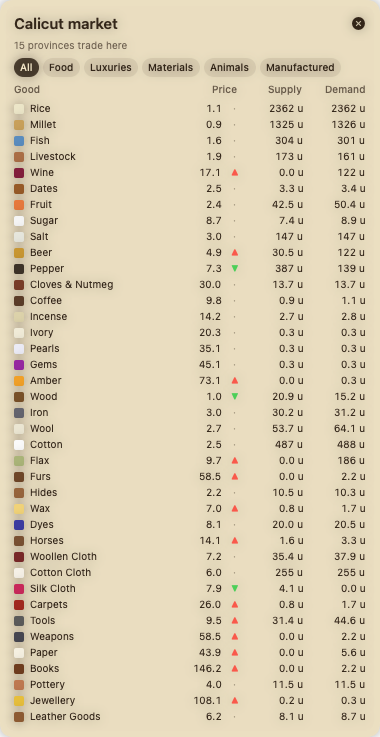 Calicut market
15 provinces trade here
All Food Luxuries Materials Animals Manufactured
Good Price Supply Demand
Rice 1.1 · 2362 u 2362 u
Millet 0.9 · 1325 u 1326 u
Fish 1.6 · 304 u 301 u
Livestock 1.9 · 173 u 161 u
Wine 17.1 ▲ 0.0 u 122 u
Dates 2.5 · 3.3 u 3.4 u
Fruit 2.4 · 42.5 u 50.4 u
Sugar 8.7 · 7.4 u 8.9 u
Salt 3.0 · 147 u 147 u
Beer 4.9 ▲ 30.5 u 122 u
Pepper 7.3 ▼ 387 u 139 u
Cloves & Nutmeg 30.0 · 13.7 u 13.7 u
Coffee 9.8 · 0.9 u 1.1 u
Incense 14.2 · 2.7 u 2.8 u
Ivory 20.3 · 0.3 u 0.3 u
Pearls 35.1 · 0.3 u 0.3 u
Gems 45.1 · 0.3 u 0.3 u
Amber 73.1 ▲ 0.0 u 0.3 u
Wood 1.0 ▼ 20.9 u 15.2 u
Iron 3.0 · 30.2 u 31.2 u
Wool 2.7 · 53.7 u 64.1 u
Cotton 2.5 · 487 u 488 u
Flax 9.7 ▲ 0.0 u 186 u
Furs 58.5 ▲ 0.0 u 2.2 u
Hides 2.2 · 10.5 u 10.3 u
Wax 7.0 ▲ 0.8 u 1.7 u
Dyes 8.1 · 20.0 u 20.5 u
Horses 14.1 ▲ 1.6 u 3.3 u
Woollen Cloth 7.2 · 35.4 u 37.9 u
Cotton Cloth 6.0 · 255 u 255 u
Silk Cloth 7.9 ▼ 4.1 u 0.0 u
Carpets 26.0 ▲ 0.8 u 1.7 u
Tools 9.5 ▲ 31.4 u 44.6 u
Weapons 58.5 ▲ 0.0 u 2.2 u
Paper 43.9 ▲ 0.0 u 5.6 u
Books 146.2 ▲ 0.0 u 2.2 u
Pottery 4.0 · 11.5 u 11.5 u
Jewellery 108.1 ▲ 0.2 u 0.3 u
Leather Goods 6.2 · 8.1 u 8.7 u